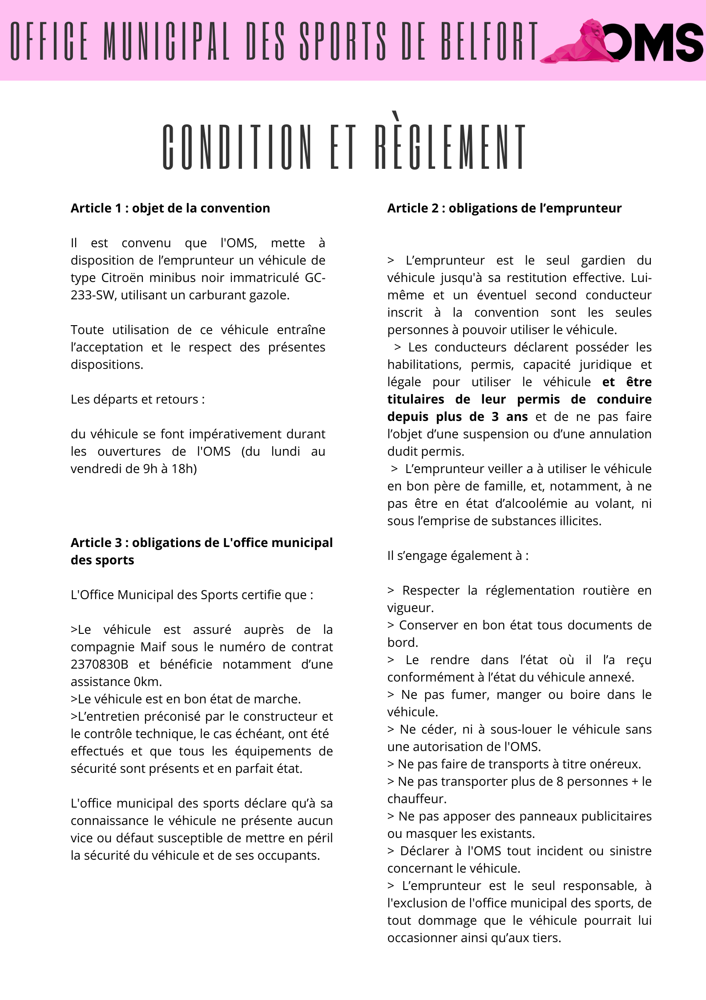 OFFICE MUNICIPAL DES SPORTS DE BELFORT
OMS
CONDITION ET RÈGLEMENT
Article 1 : objet de la convention
Il est convenu que l'OMS, mette à
disposition de l’emprunteur un véhicule de
type Citroën minibus noir immatriculé GC-
233-SW, utilisant un carburant gazole.
Toute utilisation de ce véhicule entraîne
l’acceptation et le respect des présentes
dispositions.
Les départs et retours :
du véhicule se font impérativement durant
les ouvertures de l'OMS (du lundi au
vendredi de 9h à 18h)
Article 2 : obligations de l’emprunteur
> L’emprunteur est le seul gardien du
véhicule jusqu'à sa restitution effective. Lui-
même et un éventuel second conducteur
inscrit à la convention sont les seules
personnes à pouvoir utiliser le véhicule.
> Les conducteurs déclarent posséder les
habilitations, permis, capacité juridique et
légale pour utiliser le véhicule et être
titulaires de leur permis de conduire
depuis plus de 3 ans et de ne pas faire
l’objet d’une suspension ou d’une annulation
dudit permis.
> L’emprunteur veiller a à utiliser le véhicule
en bon père de famille, et, notamment, à ne
pas être en état d’alcoolémie au volant, ni
sous l’emprise de substances illicites.
Il s’engage également à :
> Respecter la réglementation routière en
vigueur.
> Conserver en bon état tous documents de
bord.
> Le rendre dans l’état où il l’a reçu
conformément à l’état du véhicule annexé.
> Ne pas fumer, manger ou boire dans le
véhicule.
> Ne céder, ni à sous-louer le véhicule sans
une autorisation de l'OMS.
> Ne pas faire de transports à titre onéreux.
> Ne pas transporter plus de 8 personnes + le
chauffeur.
> Ne pas apposer des panneaux publicitaires
ou masquer les existants.
> Déclarer à l'OMS tout incident ou sinistre
concernant le véhicule.
> L’emprunteur est le seul responsable, à
l'exclusion de l'office municipal des sports, de
tout dommage que le véhicule pourrait lui
occasionner ainsi qu’aux tiers.
Article 3 : obligations de L'office municipal
des sports
L'Office Municipal des Sports certifie que :
>Le véhicule est assuré auprès de la
compagnie Maif sous le numéro de contrat
2370830B et bénéficie notamment d’une
assistance 0km.
>Le véhicule est en bon état de marche.
>L’entretien préconisé par le constructeur et
le contrôle technique, le cas échéant, ont été
effectués et que tous les équipements de
sécurité sont présents et en parfait état.
L'office municipal des sports déclare qu’à sa
connaissance le véhicule ne présente aucun
vice ou défaut susceptible de mettre en péril
la sécurité du véhicule et de ses occupants.